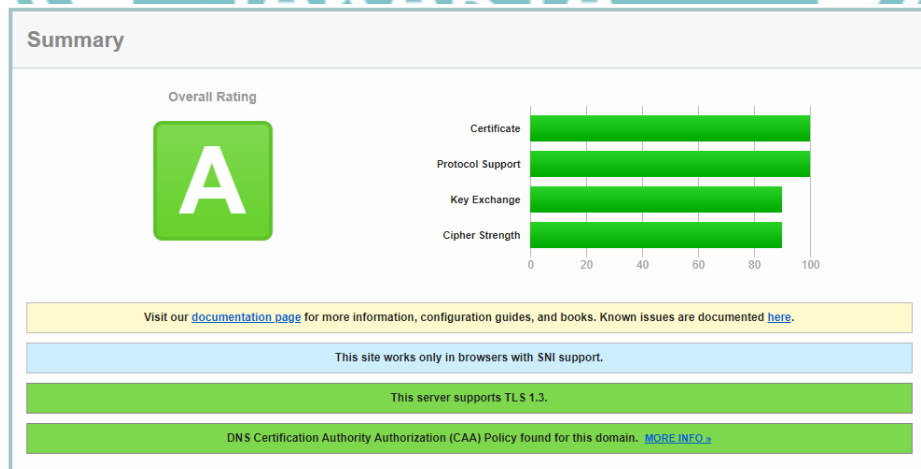 Summary
Overall Rating
A
Certificate
Protocol Support
Key Exchange
Cipher Strength
0 20 40 60 80 100
Visit our documentation page for more information, configuration guides, and books. Known issues are documented here.
This site works only in browsers with SNI support.
This server supports TLS 1.3.
DNS Certification Authority Authorization (CAA) Policy found for this domain. MORE INFO »